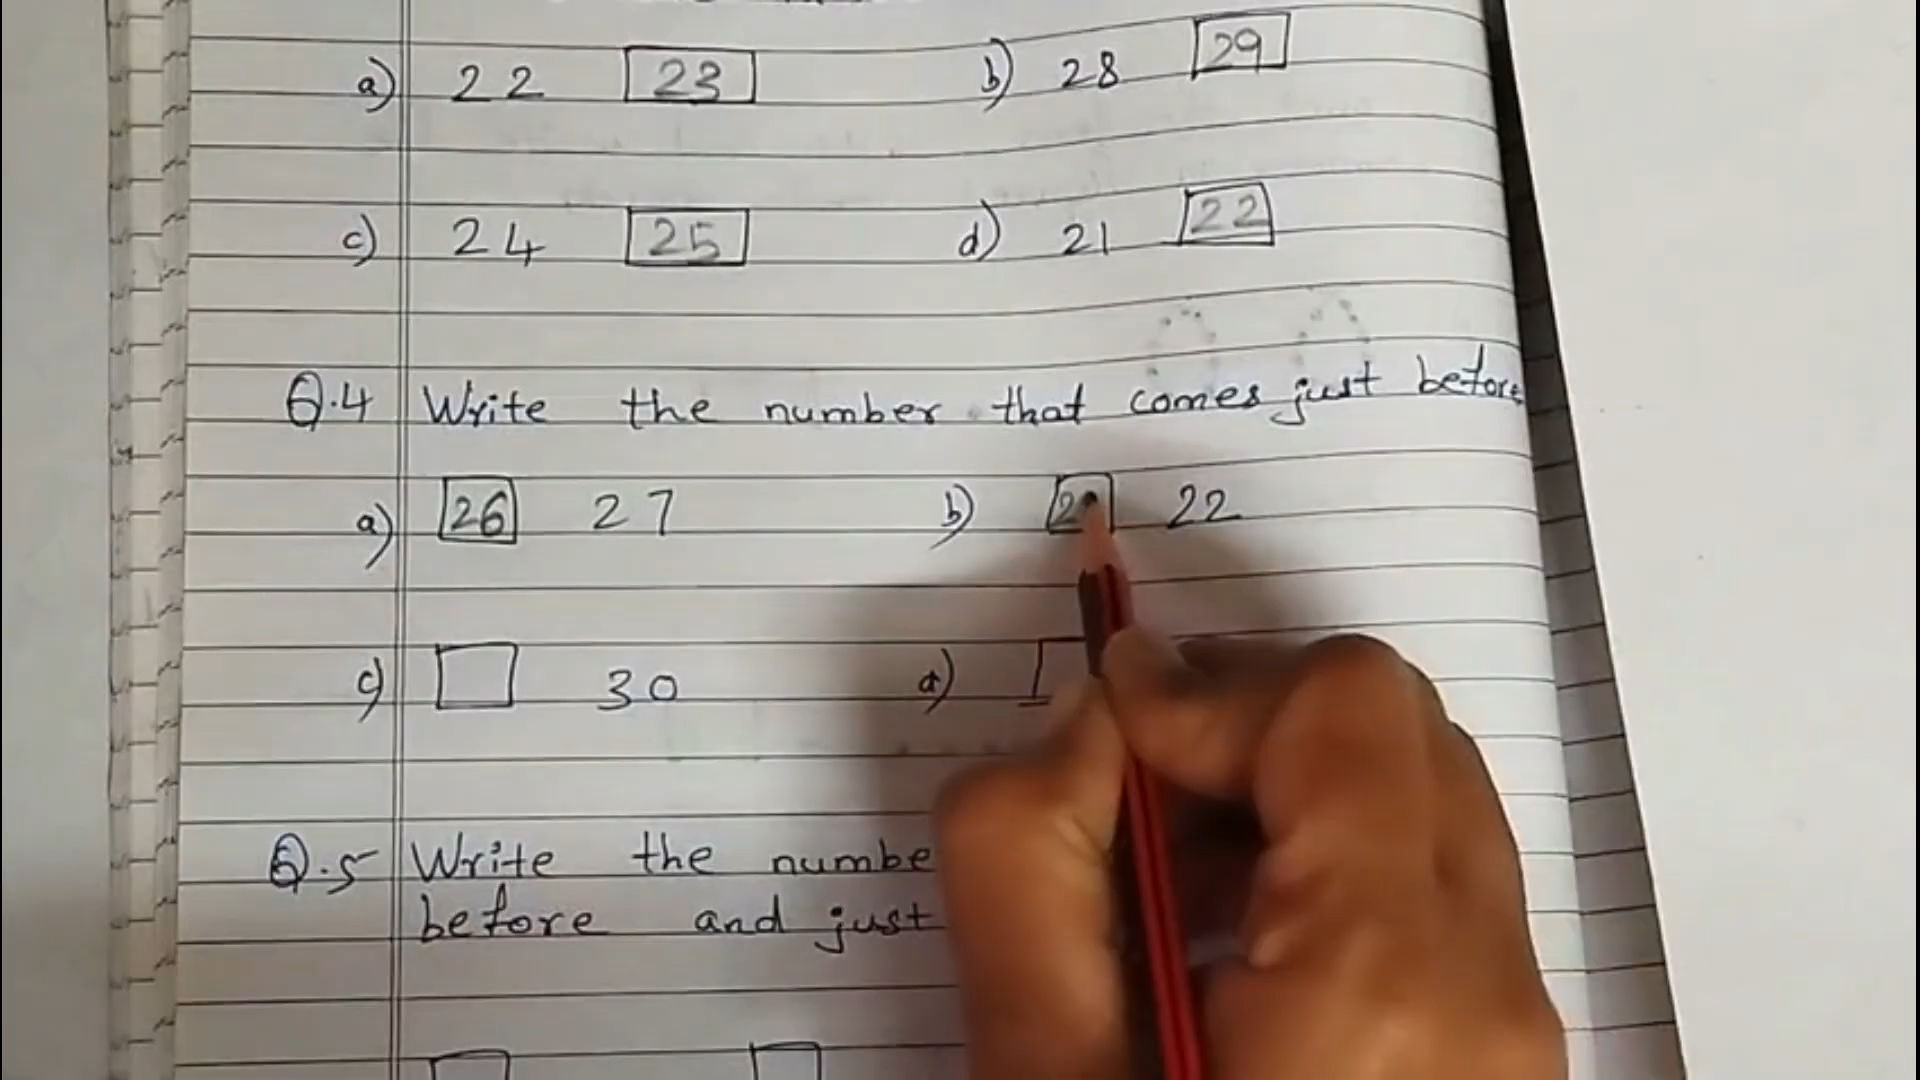 a) 22 23 b) 28 29
c) 24 25 d) 21 22
Q.4 Write the number that comes just before
a) 26 27 b) 2 22
c) 30 d)
Q.5 Write the numbe
before and just